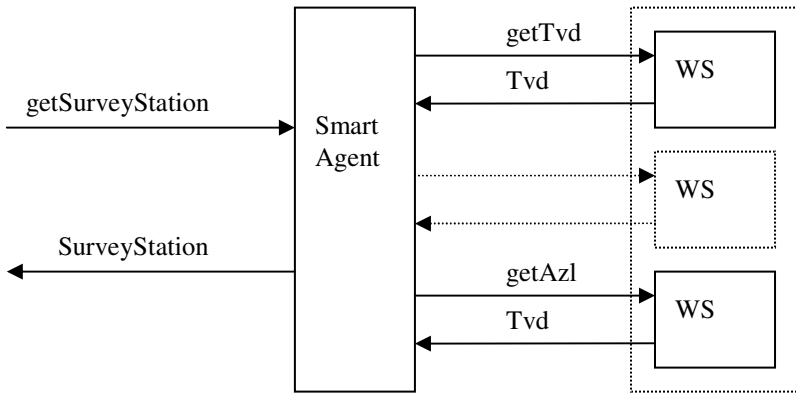 getTvd
WS
Tvd
getSurveyStation
Smart
Agent
WS
SurveyStation
getAzl
WS
Tvd